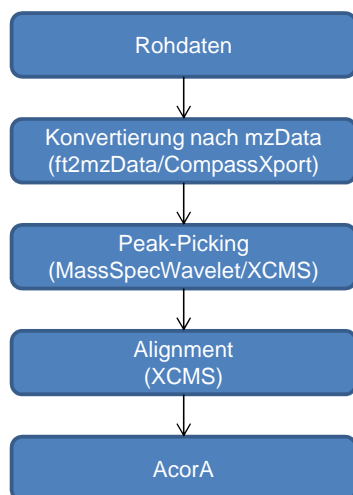 Rohdaten
Konvertierung nach mzData
(ft2mzData/CompassXport)
Peak-Picking
(MassSpecWavelet/XCMS)
Alignment
(XCMS)
AcorA